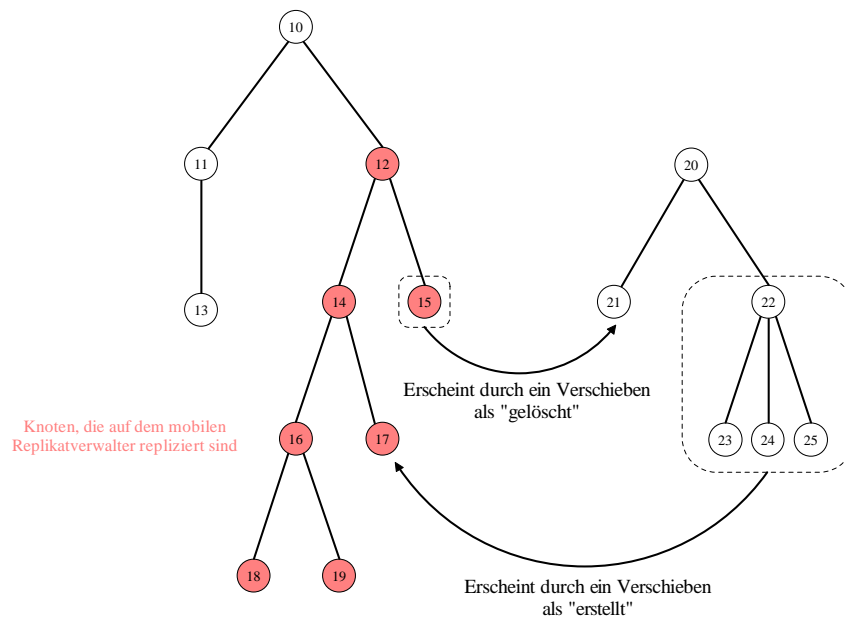 10
11
12
20
13
14
15
21
22
Erscheint durch ein Verschieben
als "gelöscht"
Knoten, die auf dem mobilen
Replikatverwalter repliziert sind
16
17
23
24
25
18
19
Erscheint durch ein Verschieben
als "erstellt"